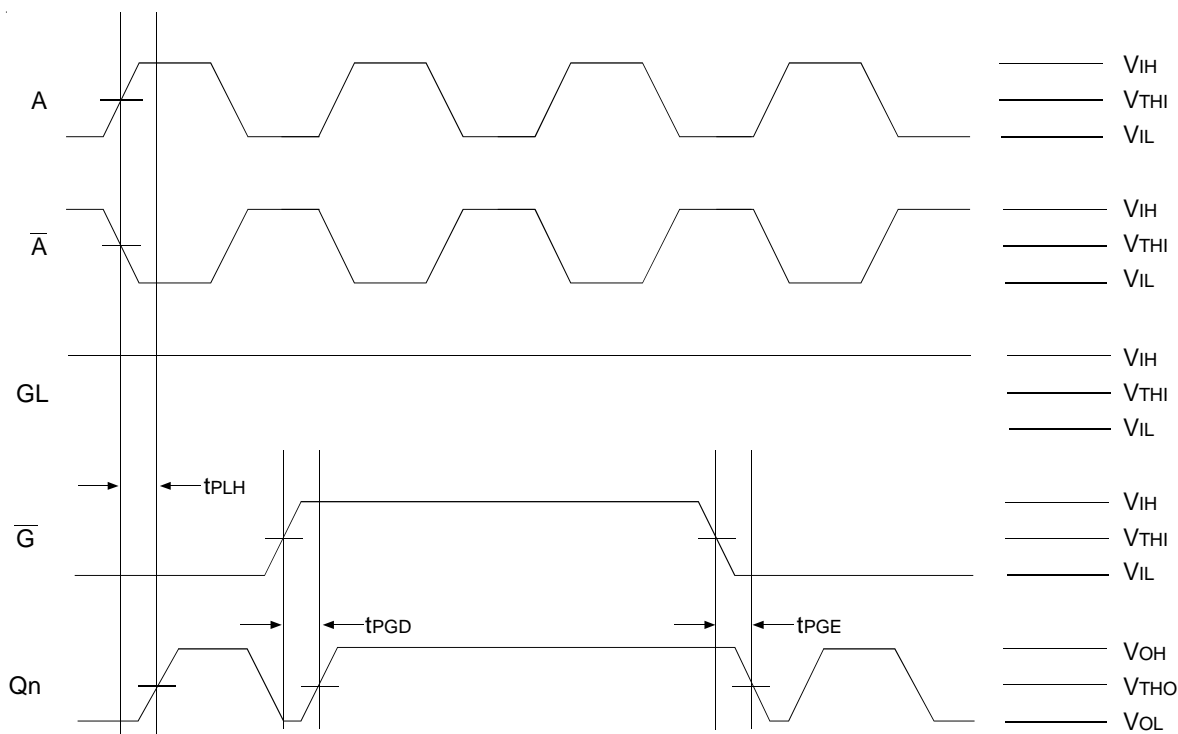 A
VIH
VTHI
VIL
A
VIH
VTHI
VIL
GL
VIH
VTHI
VIL
tPLH
G
VIH
VTHI
VIL
tPGD
tPGE
Qn
VOH
VTHO
VOL